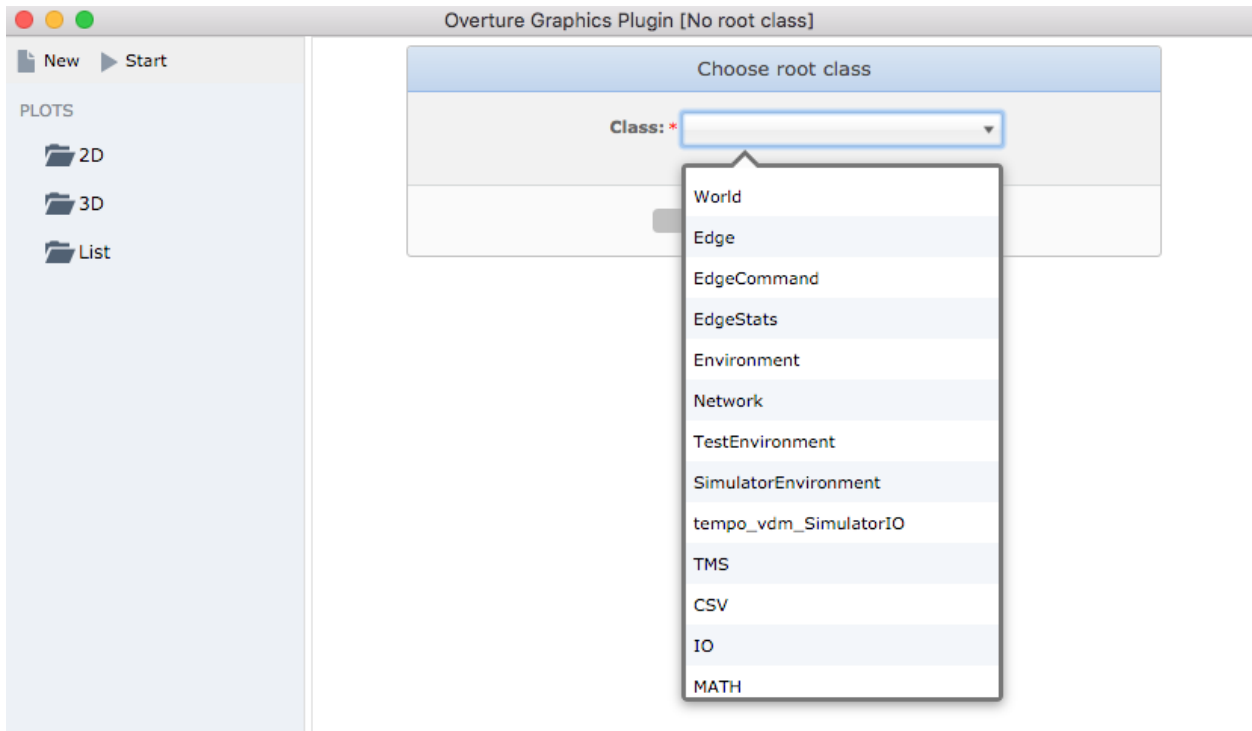 Overture Graphics Plugin [No root class]
New Start
PLOTS
2D
3D
List
Choose root class
Class: *
World
Edge
EdgeCommand
EdgeStats
Environment
Network
TestEnvironment
SimulatorEnvironment
tempo_vdm_SimulatorIO
TMS
CSV
IO
MATH